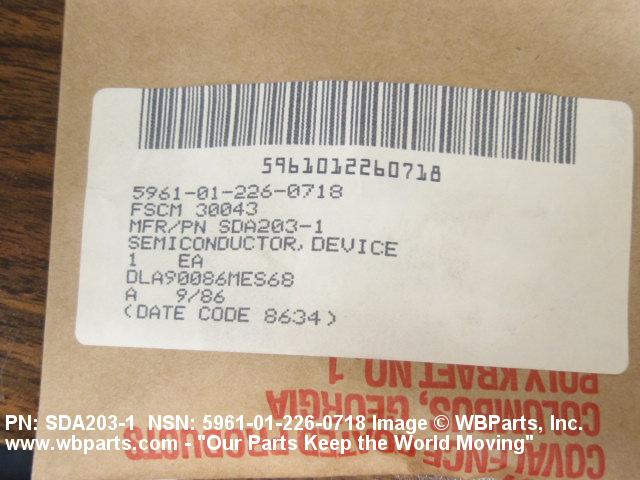 5961012260718
5961-01-226-0718
FSCM 30043
MFR/PN SDA203-1
SEMICONDUCTOR, DEVICE
1 EA
DLA90086MES68
A 9/86
(DATE CODE 8634)
POLY KRAFT NO. 1
COLUMBUS, GEORGIA
COVALENCE PRODUCTS
PN: SDA203-1 NSN: 5961-01-226-0718 Image © WBParts, Inc.
www.wbparts.com - "Our Parts Keep the World Moving"